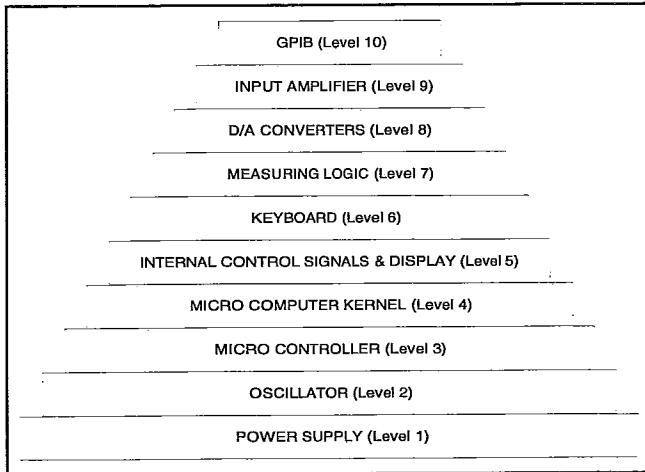 GPIB (Level 10)
INPUT AMPLIFIER (Level 9)
D/A CONVERTERS (Level 8)
MEASURING LOGIC (Level 7)
KEYBOARD (Level 6)
INTERNAL CONTROL SIGNALS & DISPLAY (Level 5)
MICRO COMPUTER KERNEL (Level 4)
MICRO CONTROLLER (Level 3)
OSCILLATOR (Level 2)
POWER SUPPLY (Level 1)